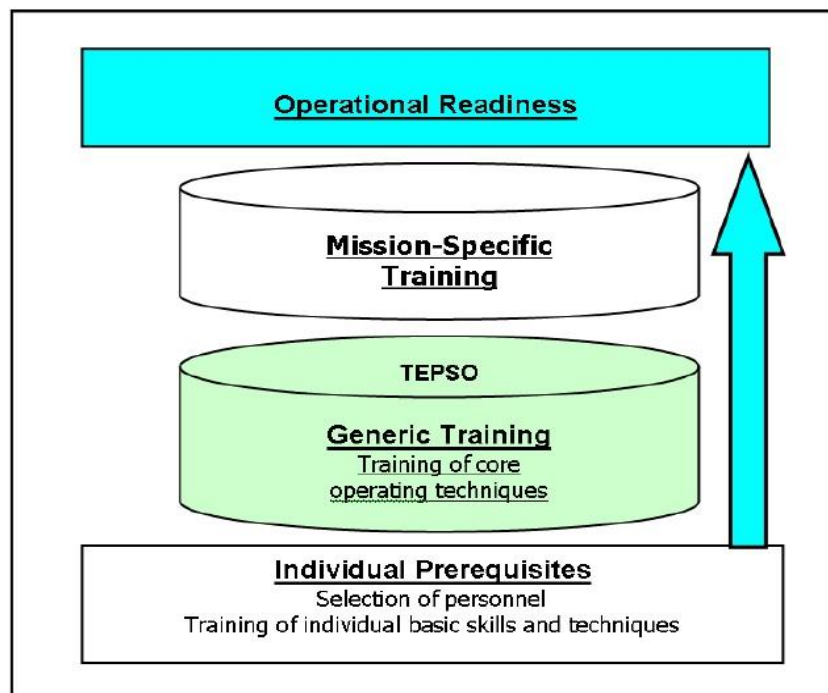 Operational Readiness
Mission-Specific
Training
TEPSO
Generic Training
Training of core
operating techniques
Individual Prerequisites
Selection of personnel
Training of individual basic skills and techniques